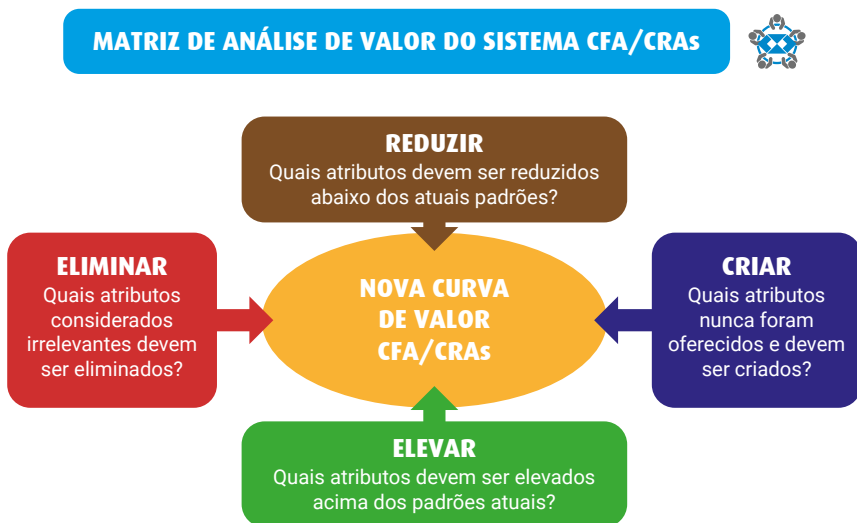 MATRIZ DE ANÁLISE DE VALOR DO SISTEMA CFA/CRAs
REDUZIR
Quais atributos devem ser reduzidos
abaixo dos atuais padrões?
ELIMINAR
Quais atributos
considerados
irrelevantes devem
ser eliminados?
NOVA CURVA
DE VALOR
CFA/CRAs
CRIAR
Quais atributos
nunca foram
oferecidos e devem
ser criados?
ELEVAR
Quais atributos devem ser elevados
acima dos padrões atuais?